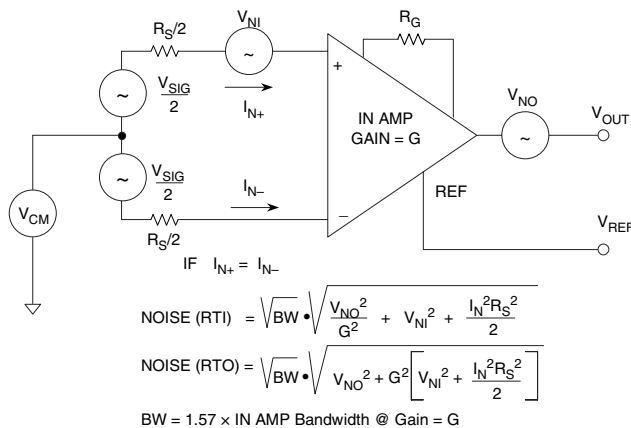 R_S/2
V_NI
~
R_G
V_SIG
2
~
I_N+
+
IN AMP
GAIN = G
V_NO
~
V_OUT
~
V_SIG
2
I_N–
–
REF
V_CM
R_S/2
V_REF
IF I_N+ = I_N–
NOISE (RTI) = √BW • √(V_NO²/G² + V_NI² + I_N²R_S²/2)
NOISE (RTO) = √BW • √(V_NO² + G²[V_NI² + I_N²R_S²/2])
BW = 1.57 × IN AMP Bandwidth @ Gain = G